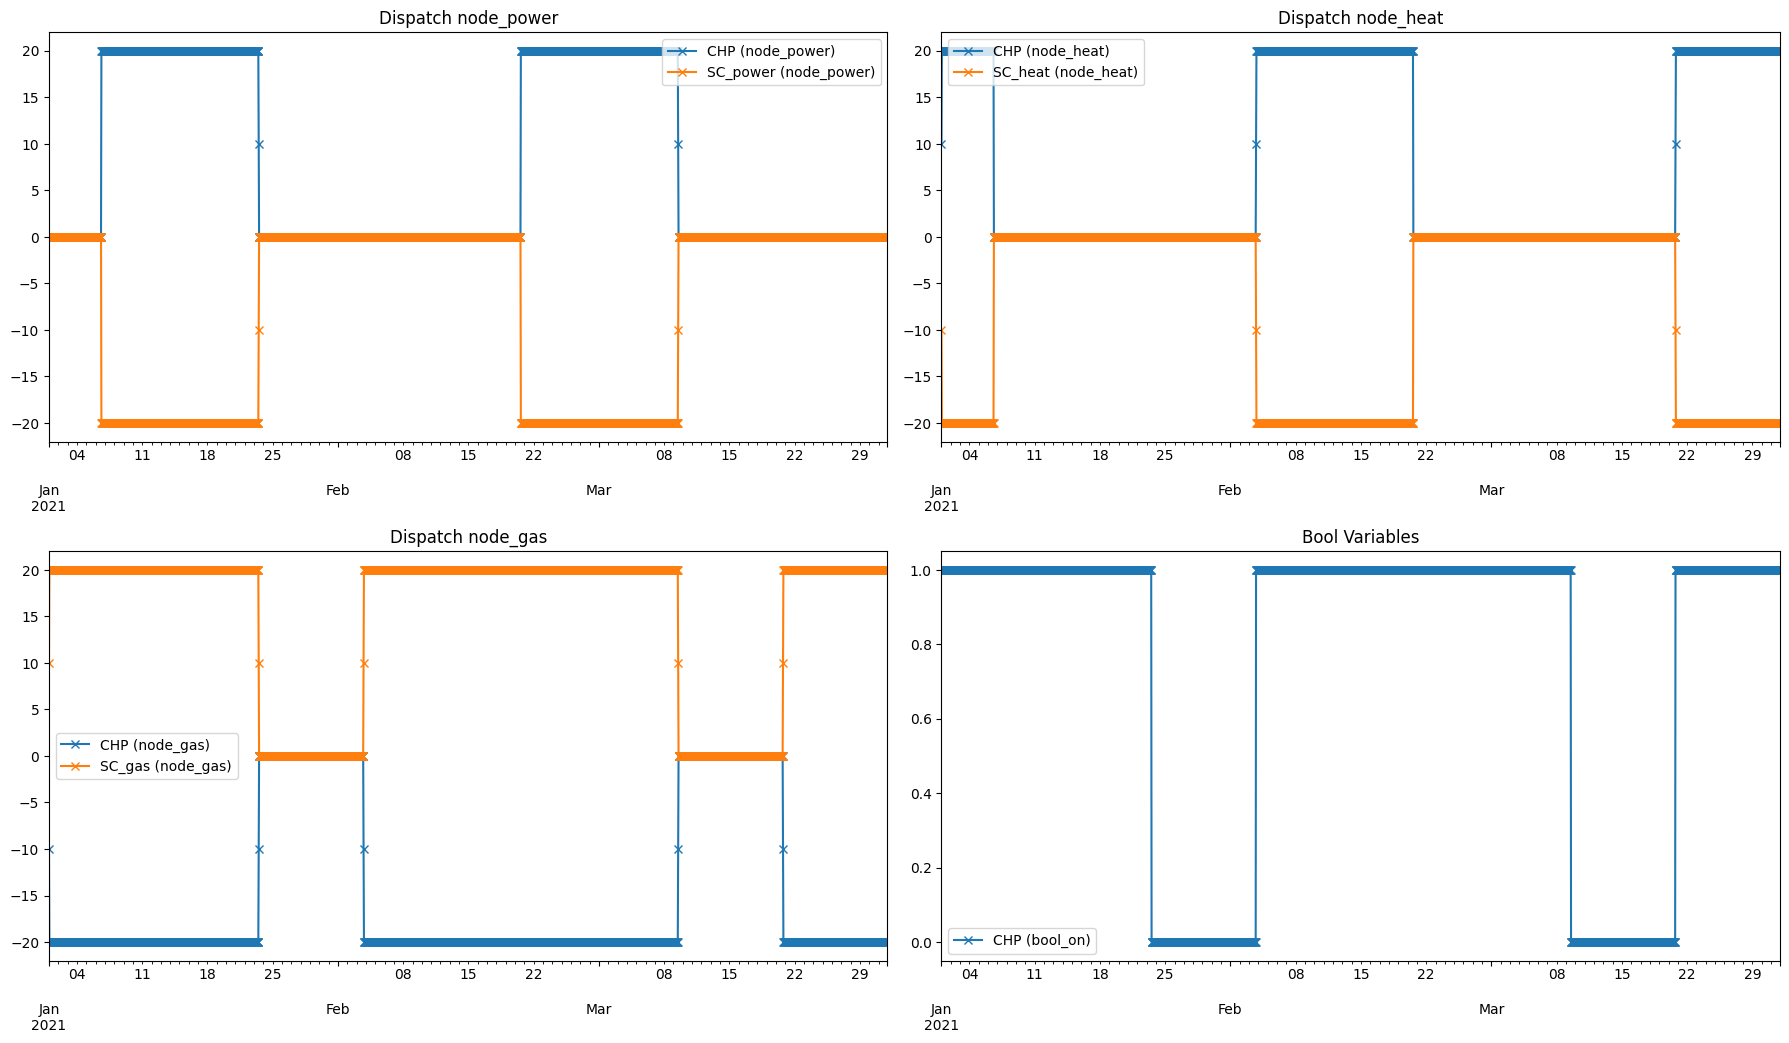 Dispatch node_power
20
15
10
5
0
−5
−10
−15
−20
CHP (node_power)
SC_power (node_power)
04 11 18 25 08 15 22 08 15 22 29
Jan Feb Mar
2021
Dispatch node_heat
20
15
10
5
0
−5
−10
−15
−20
CHP (node_heat)
SC_heat (node_heat)
04 11 18 25 08 15 22 08 15 22 29
Jan Feb Mar
2021
Dispatch node_gas
20
15
10
5
0
−5
−10
−15
−20
CHP (node_gas)
SC_gas (node_gas)
04 11 18 25 08 15 22 08 15 22 29
Jan Feb Mar
2021
Bool Variables
1.0
0.8
0.6
0.4
0.2
0.0
CHP (bool_on)
04 11 18 25 08 15 22 08 15 22 29
Jan Feb Mar
2021